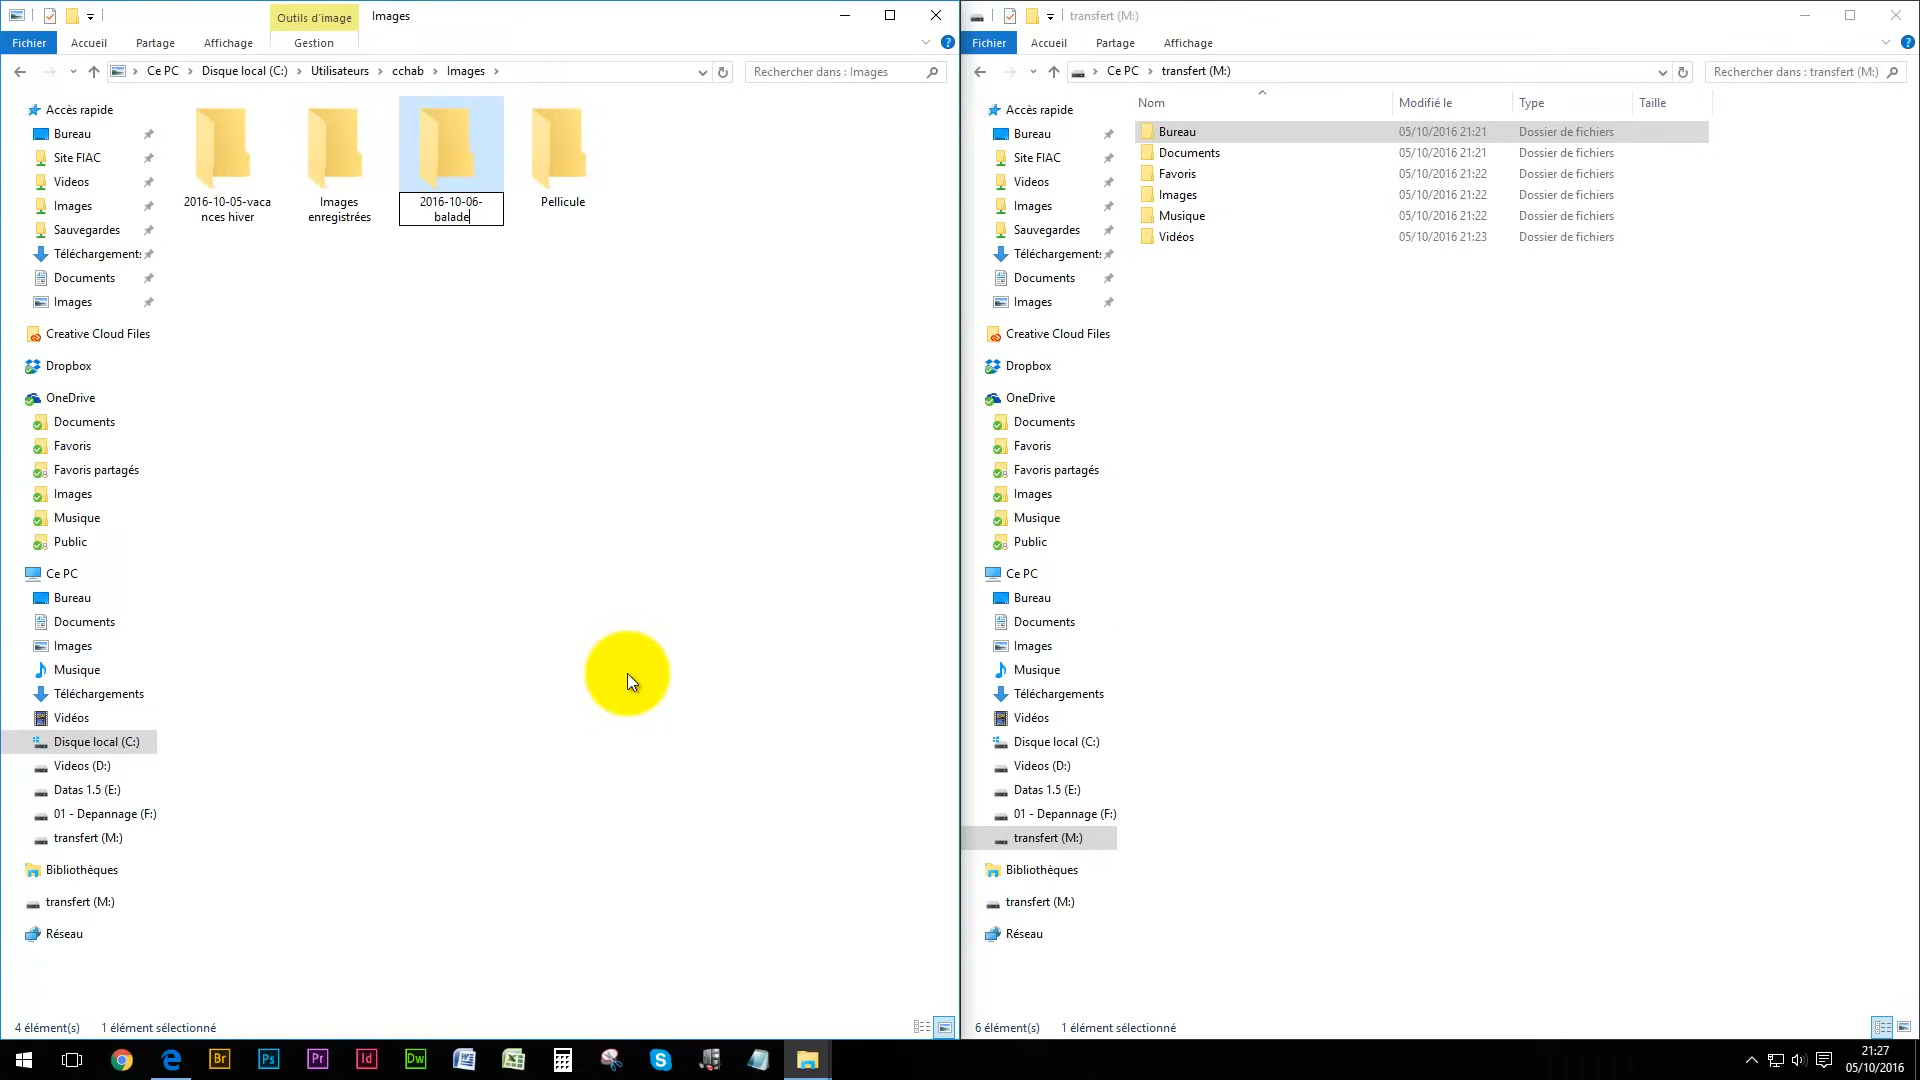 Outils d'image Images
Fichier Accueil Partage Affichage Gestion
Ce PC Disque local (C:) Utilisateurs cchab Images
Rechercher dans : Images
Accès rapide
Bureau
Site FIAC
Videos
Images
Sauvegardes
Téléchargement:
Documents
Images
Creative Cloud Files
Dropbox
OneDrive
Documents
Favoris
Favoris partagés
Images
Musique
Public
Ce PC
Bureau
Documents
Images
Musique
Téléchargements
Vidéos
Disque local (C:)
Videos (D:)
Datas 1.5 (E:)
01 - Depannage (F:)
transfert (M:)
Bibliothèques
transfert (M:)
Réseau
2016-10-05-vaca
nces hiver
Images
enregistrées
2016-10-06-
balade
Pellicule
4 élément(s) 1 élément sélectionné
transfert (M:)
Fichier Accueil Partage Affichage
Ce PC transfert (M:)
Rechercher dans : transfert (M:)
Accès rapide
Bureau
Site FIAC
Videos
Images
Sauvegardes
Téléchargement:
Documents
Images
Creative Cloud Files
Dropbox
OneDrive
Documents
Favoris
Favoris partagés
Images
Musique
Public
Ce PC
Bureau
Documents
Images
Musique
Téléchargements
Vidéos
Disque local (C:)
Videos (D:)
Datas 1.5 (E:)
01 - Depannage (F:)
transfert (M:)
Bibliothèques
transfert (M:)
Réseau
Nom Modifié le Type Taille
Bureau 05/10/2016 21:21 Dossier de fichiers
Documents 05/10/2016 21:21 Dossier de fichiers
Favoris 05/10/2016 21:22 Dossier de fichiers
Images 05/10/2016 21:22 Dossier de fichiers
Musique 05/10/2016 21:22 Dossier de fichiers
Vidéos 05/10/2016 21:23 Dossier de fichiers
6 élément(s) 1 élément sélectionné
Br Ps Pr Id Dw
21:27
05/10/2016